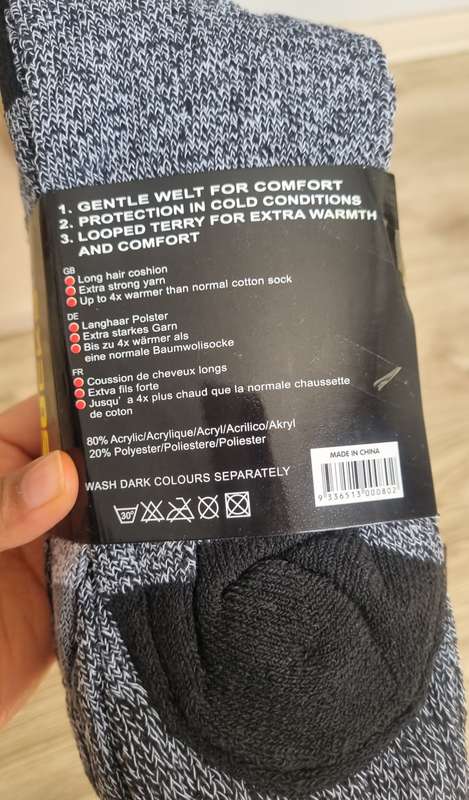 1. GENTLE WELT FOR COMFORT
2. PROTECTION IN COLD CONDITIONS
3. LOOPED TERRY FOR EXTRA WARMTH
AND COMFORT
GB
Long hair coshion
Extra strong yarn
Up to 4x warmer than normal cotton sock
DE
Langhaar Polster
Extra starkes Garn
Bis zu 4x wärmer als
eine normale Baumwolisocke
FR
Coussion de cheveux longs
Extva fils forte
Jusqu' a 4x plus chaud que la normale chaussette
de coton
80% Acrylic/Acrylique/Acryl/Acrilico/Akryl
20% Polyester/Poliestere/Poliester
WASH DARK COLOURS SEPARATELY
30°
MADE IN CHINA
9 336513 000802